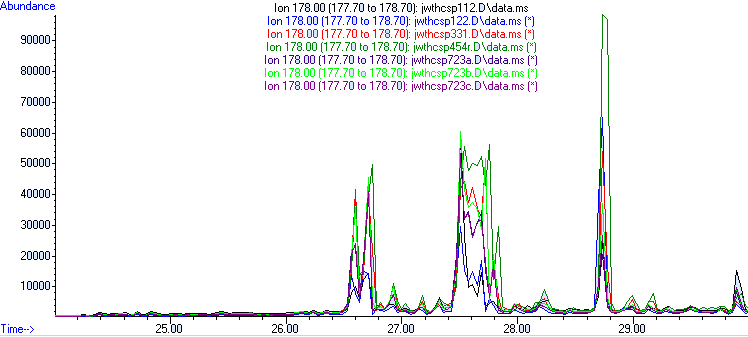 Abundance
Ion 178.00 (177.70 to 178.70): jwthcsp112.D\data.ms
Ion 178.00 (177.70 to 178.70): jwthcsp122.D\data.ms (*)
Ion 178.00 (177.70 to 178.70): jwthcsp331.D\data.ms (*)
Ion 178.00 (177.70 to 178.70): jwthcsp454r.D\data.ms (*)
Ion 178.00 (177.70 to 178.70): jwthcsp723a.D\data.ms (*)
Ion 178.00 (177.70 to 178.70): jwthcsp723b.D\data.ms (*)
Ion 178.00 (177.70 to 178.70): jwthcsp723c.D\data.ms (*)
90000
80000
70000
60000
50000
40000
30000
20000
10000
Time-->
25.00 26.00 27.00 28.00 29.00